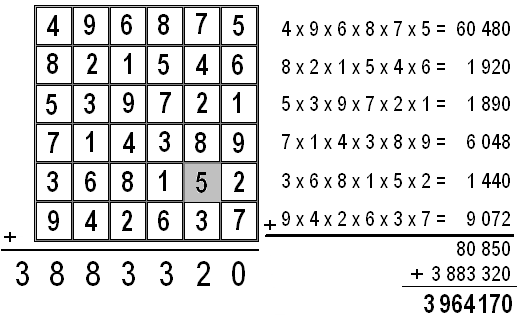 4 9 6 8 7 5 4 x 9 x 6 x 8 x 7 x 5 = 60 480
8 2 1 5 4 6 8 x 2 x 1 x 5 x 4 x 6 = 1 920
5 3 9 7 2 1 5 x 3 x 9 x 7 x 2 x 1 = 1 890
7 1 4 3 8 9 7 x 1 x 4 x 3 x 8 x 9 = 6 048
3 6 8 1 5 2 3 x 6 x 8 x 1 x 5 x 2 = 1 440
+ 9 4 2 6 3 7 + 9 x 4 x 2 x 6 x 3 x 7 = 9 072
3 8 8 3 3 2 0 80 850
+ 3 883 320
3 964 170